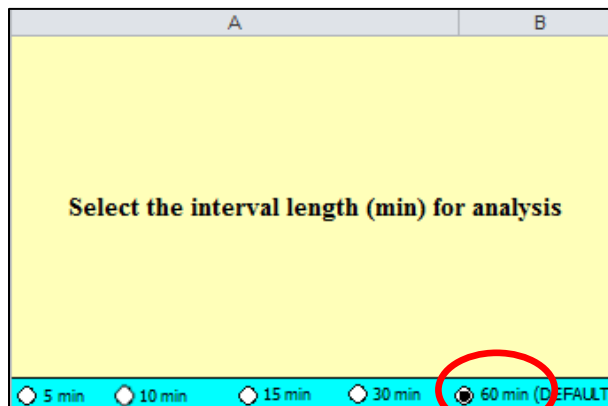 A B
Select the interval length (min) for analysis
5 min 10 min 15 min 30 min 60 min (DEFAULT